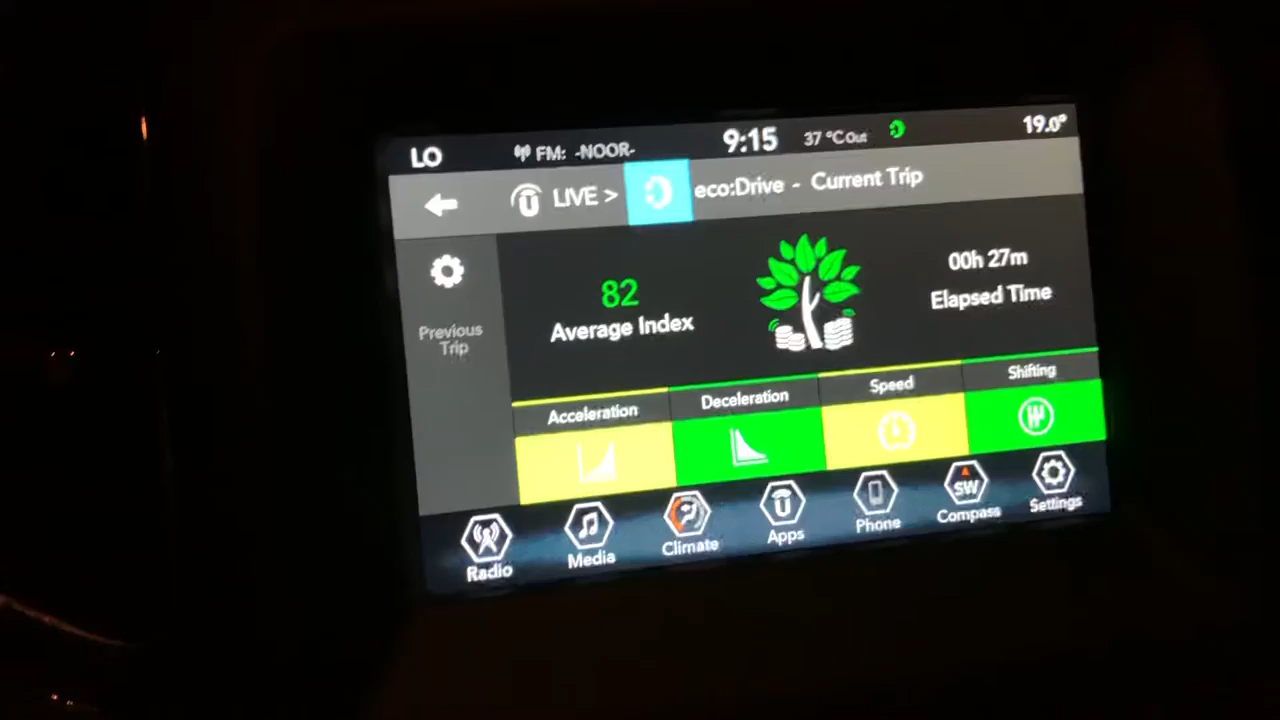 LO FM: -NOOR- 9:15 37 °C Out 19.0°
LIVE > eco:Drive - Current Trip
Previous
Trip
82
Average Index
00h 27m
Elapsed Time
Acceleration Deceleration Speed Shifting
SW
Radio Media Climate Apps Phone Compass Settings